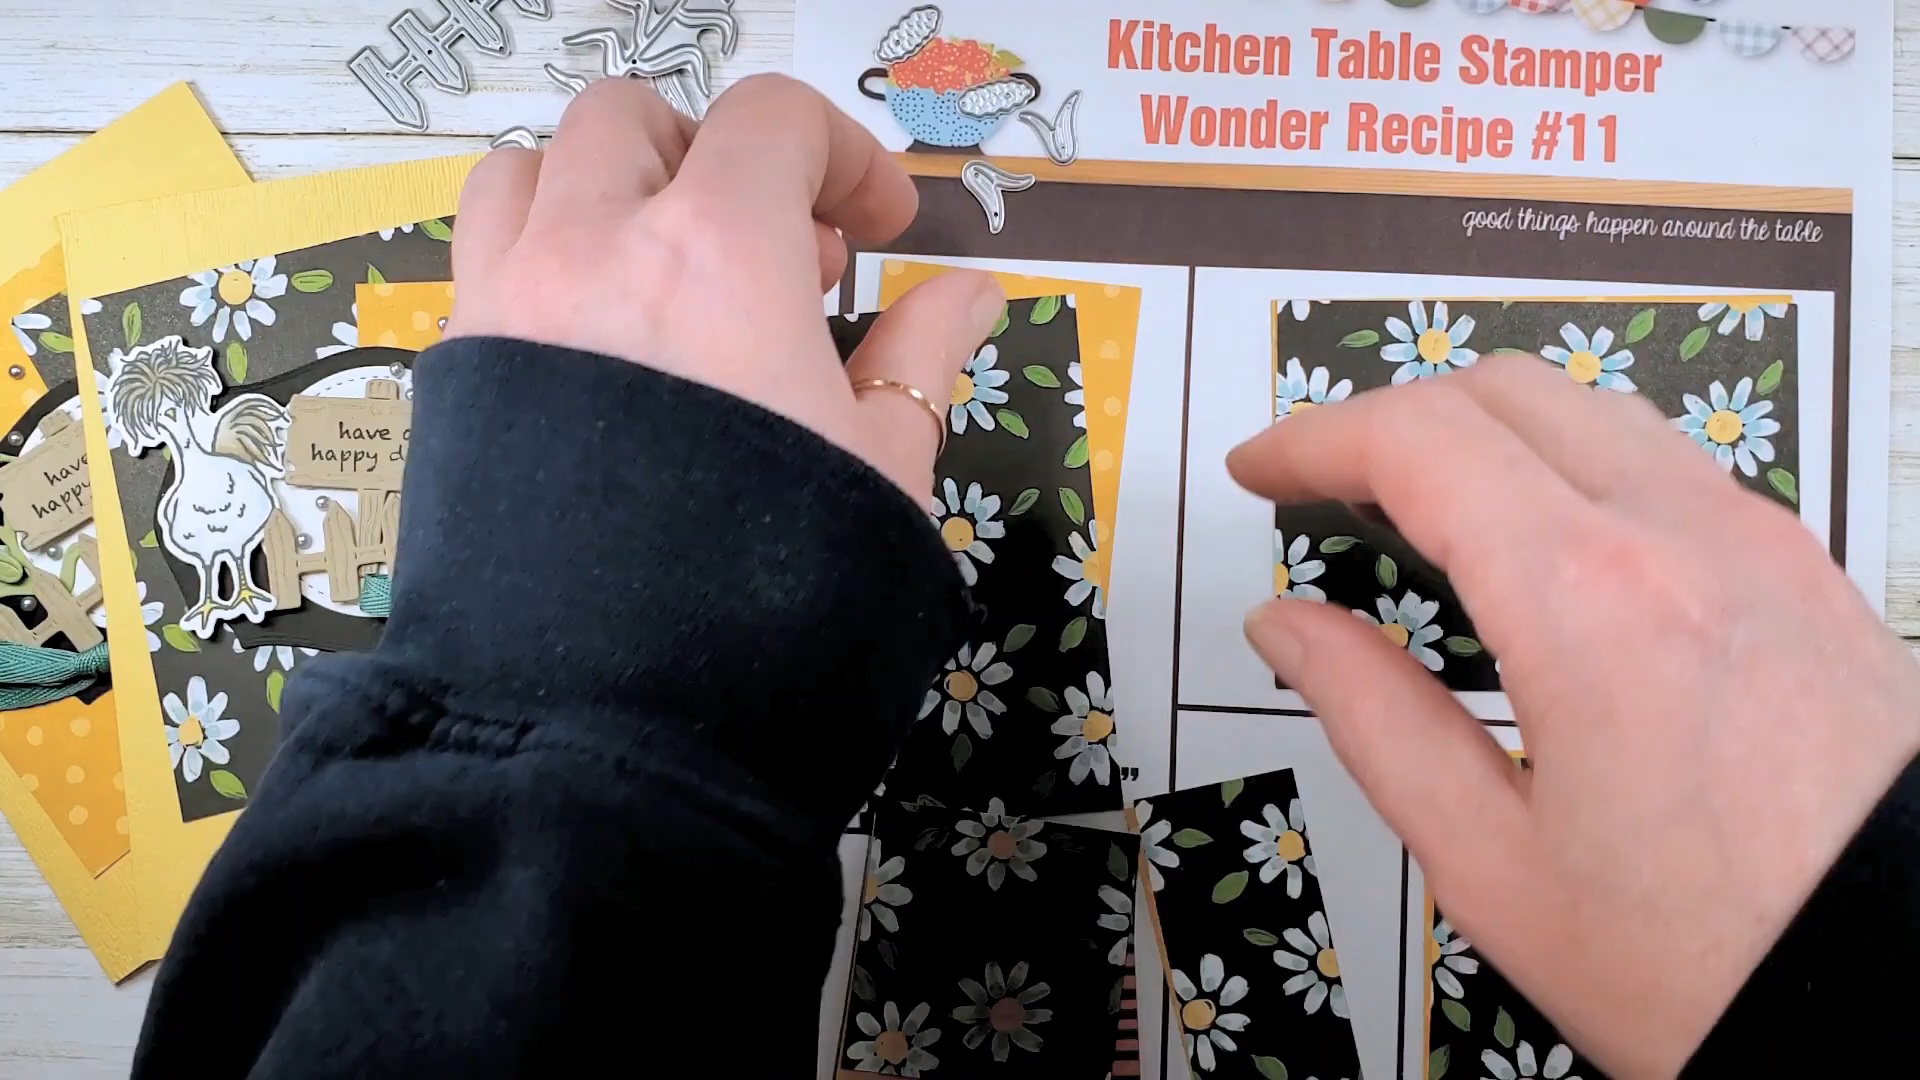 Kitchen Table Stamper
Wonder Recipe #11
good things happen around the table
have
happy
have
happy
"